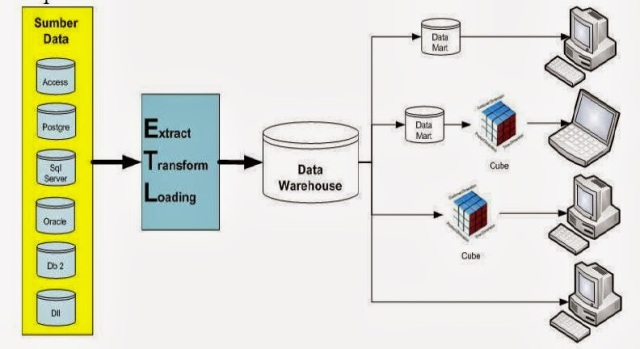 Sumber
Data
Access
Postgre
Sql
Server
Oracle
Db 2
Dll
Extract
Transform
Loading
Data
Warehouse
Data
Mart
Data
Mart
Cube
Cube